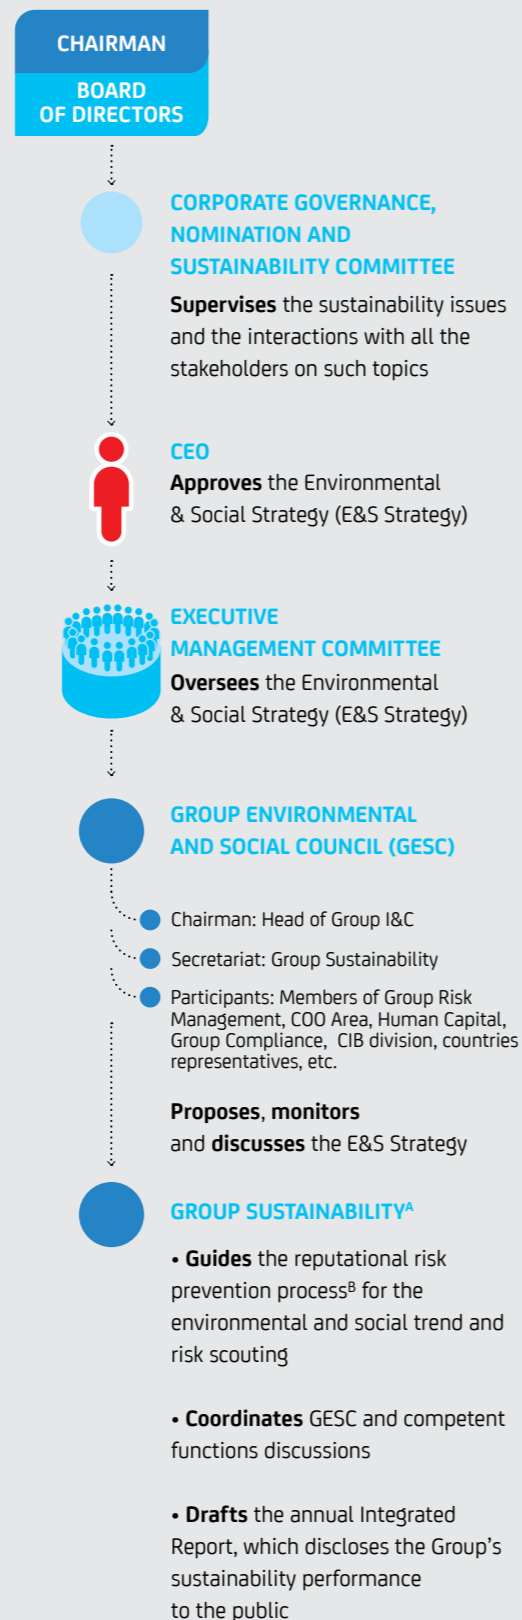 CHAIRMAN
BOARD
OF DIRECTORS
CORPORATE GOVERNANCE,
NOMINATION AND
SUSTAINABILITY COMMITTEE
Supervises the sustainability issues
and the interactions with all the
stakeholders on such topics
CEO
Approves the Environmental
& Social Strategy (E&S Strategy)
EXECUTIVE
MANAGEMENT COMMITTEE
Oversees the Environmental
& Social Strategy (E&S Strategy)
GROUP ENVIRONMENTAL
AND SOCIAL COUNCIL (GESC)
Chairman: Head of Group I&C
Secretariat: Group Sustainability
Participants: Members of Group Risk
Management, COO Area, Human Capital,
Group Compliance, CIB division, countries
representatives, etc.
Proposes, monitors
and discusses the E&S Strategy
GROUP SUSTAINABILITYᴬ
• Guides the reputational risk
prevention processᴮ for the
environmental and social trend and
risk scouting
• Coordinates GESC and competent
functions discussions
• Drafts the annual Integrated
Report, which discloses the Group’s
sustainability performance
to the public